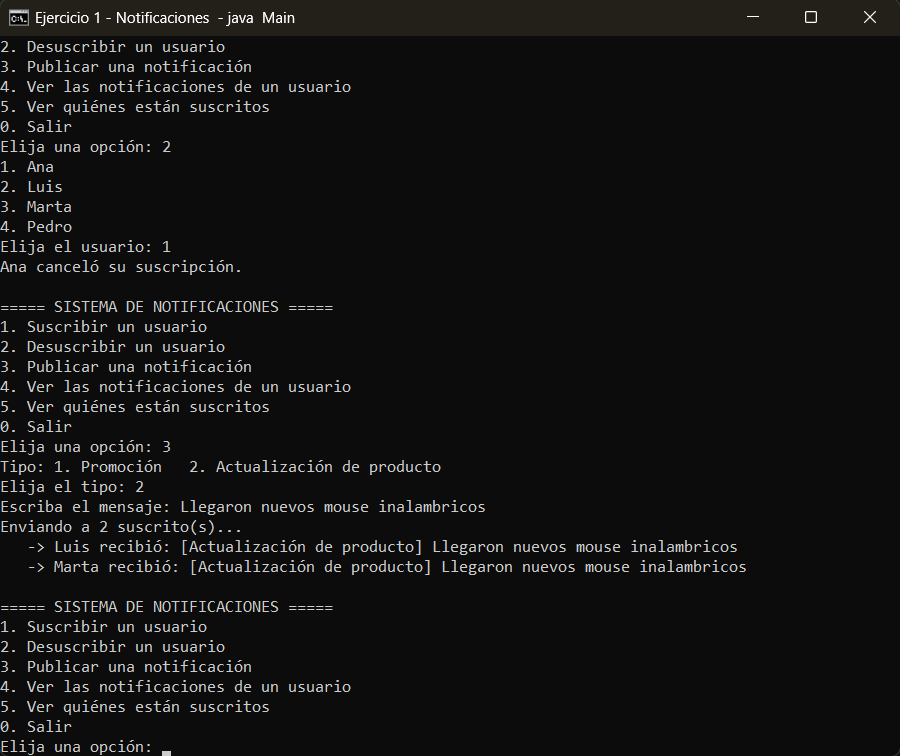 Ejercicio 1 - Notificaciones - java Main
2. Desuscribir un usuario
3. Publicar una notificación
4. Ver las notificaciones de un usuario
5. Ver quiénes están suscritos
0. Salir
Elija una opción: 2
1. Ana
2. Luis
3. Marta
4. Pedro
Elija el usuario: 1
Ana canceló su suscripción.
===== SISTEMA DE NOTIFICACIONES =====
1. Suscribir un usuario
2. Desuscribir un usuario
3. Publicar una notificación
4. Ver las notificaciones de un usuario
5. Ver quiénes están suscritos
0. Salir
Elija una opción: 3
Tipo: 1. Promoción   2. Actualización de producto
Elija el tipo: 2
Escriba el mensaje: Llegaron nuevos mouse inalambricos
Enviando a 2 suscrito(s)...
-> Luis recibió: [Actualización de producto] Llegaron nuevos mouse inalambricos
-> Marta recibió: [Actualización de producto] Llegaron nuevos mouse inalambricos
===== SISTEMA DE NOTIFICACIONES =====
1. Suscribir un usuario
2. Desuscribir un usuario
3. Publicar una notificación
4. Ver las notificaciones de un usuario
5. Ver quiénes están suscritos
0. Salir
Elija una opción: